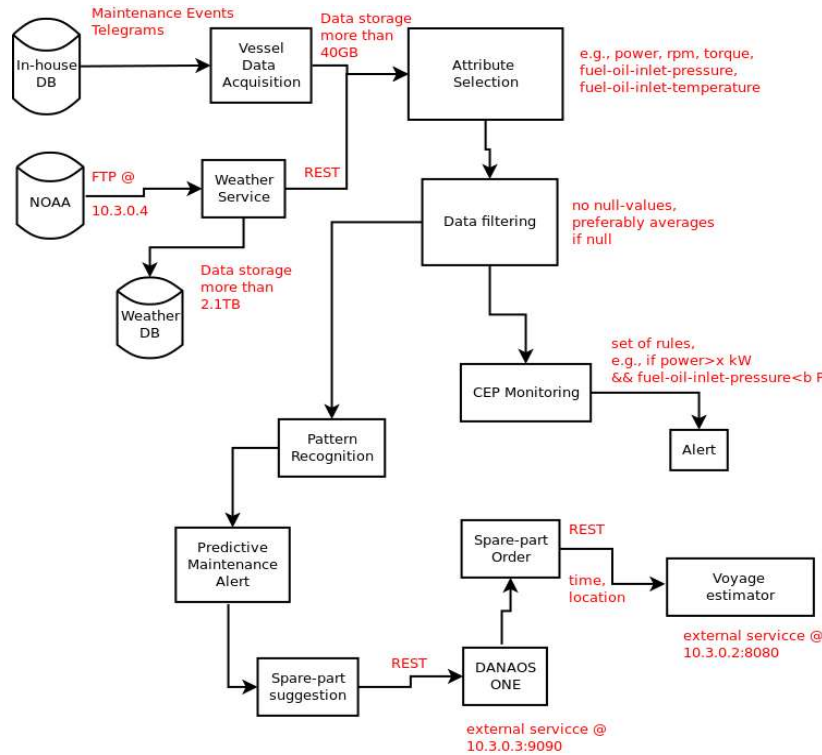 Maintenance Events
Telegrams
In-house
DB
Vessel
Data
Acquisition
Data storage
more than
40GB
Attribute
Selection
e.g., power, rpm, torque,
fuel-oil-inlet-pressure,
fuel-oil-inlet-temperature
NOAA
FTP @
10.3.0.4
Weather
Service
REST
Data filtering
no null-values,
preferably averages
if null
Data storage
more than
2.1TB
Weather
DB
CEP Monitoring
set of rules,
e.g., if power>x kW
&& fuel-oil-inlet-pressure<b P
Alert
Pattern
Recognition
Predictive
Maintenance
Alert
Spare-part
suggestion
REST
DANAOS
ONE
external servicce @
10.3.0.3:9090
Spare-part
Order
REST
time,
location
Voyage
estimator
external servicce @
10.3.0.2:8080